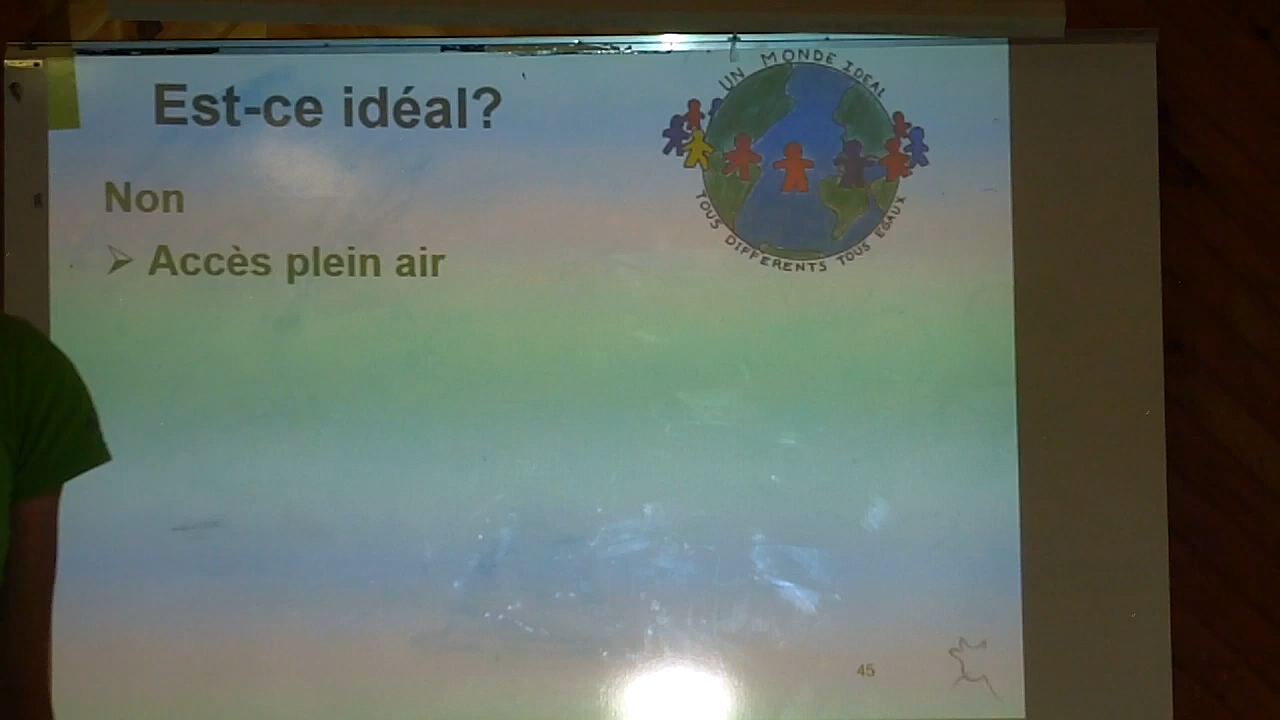 Est-ce idéal?
UN MONDE IDEAL
TOUS DIFFERENTS TOUS EGAUX
Non
➢ Accès plein air
45